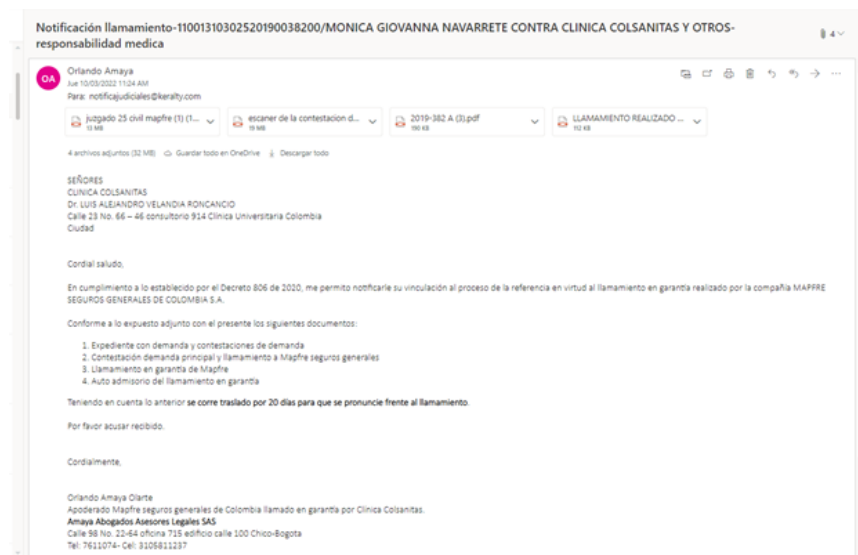 Notificación llamamiento-11001310302520190038200/MONICA GIOVANNA NAVARRETE CONTRA CLINICA COLSANITAS Y OTROS-
responsabilidad medica
4
OA
Orlando Amaya
Jue 10/03/2022 11:24 AM
Para: notificajudiciales@keralty.com
juzgado 25 civil mapfre (1) (1...
13 MB
escaner de la contestacion d...
19 MB
2019-382 A (3).pdf
190 KB
LLAMAMIENTO REALIZADO ...
112 KB
4 archivos adjuntos (32 MB) Guardar todo en OneDrive Descargar todo
SEÑORES
CLINICA COLSANITAS
Dr. LUIS ALEJANDRO VELANDIA RONCANCIO
Calle 23 No. 66 – 46 consultorio 914 Clínica Universitaria Colombia
Ciudad
Cordial saludo,
En cumplimiento a lo establecido por el Decreto 806 de 2020, me permito notificarle su vinculación al proceso de la referencia en virtud al llamamiento en garantía realizado por la compañía MAPFRE
SEGUROS GENERALES DE COLOMBIA S.A.
Conforme a lo expuesto adjunto con el presente los siguientes documentos:
1. Expediente con demanda y contestaciones de demanda
2. Contestación demanda principal y llamamiento a Mapfre seguros generales
3. Llamamiento en garantía de Mapfre
4. Auto admisorio del llamamiento en garantía
Teniendo en cuenta lo anterior se corre traslado por 20 días para que se pronuncie frente al llamamiento.
Por favor acusar recibido.
Cordialmente,
Orlando Amaya Olarte
Apoderado Mapfre seguros generales de Colombia llamado en garantía por Clinica Colsanitas.
Amaya Abogados Asesores Legales SAS
Calle 98 No. 22-64 oficina 715 edificio calle 100 Chico-Bogota
Tel: 7611074- Cel: 3105811237